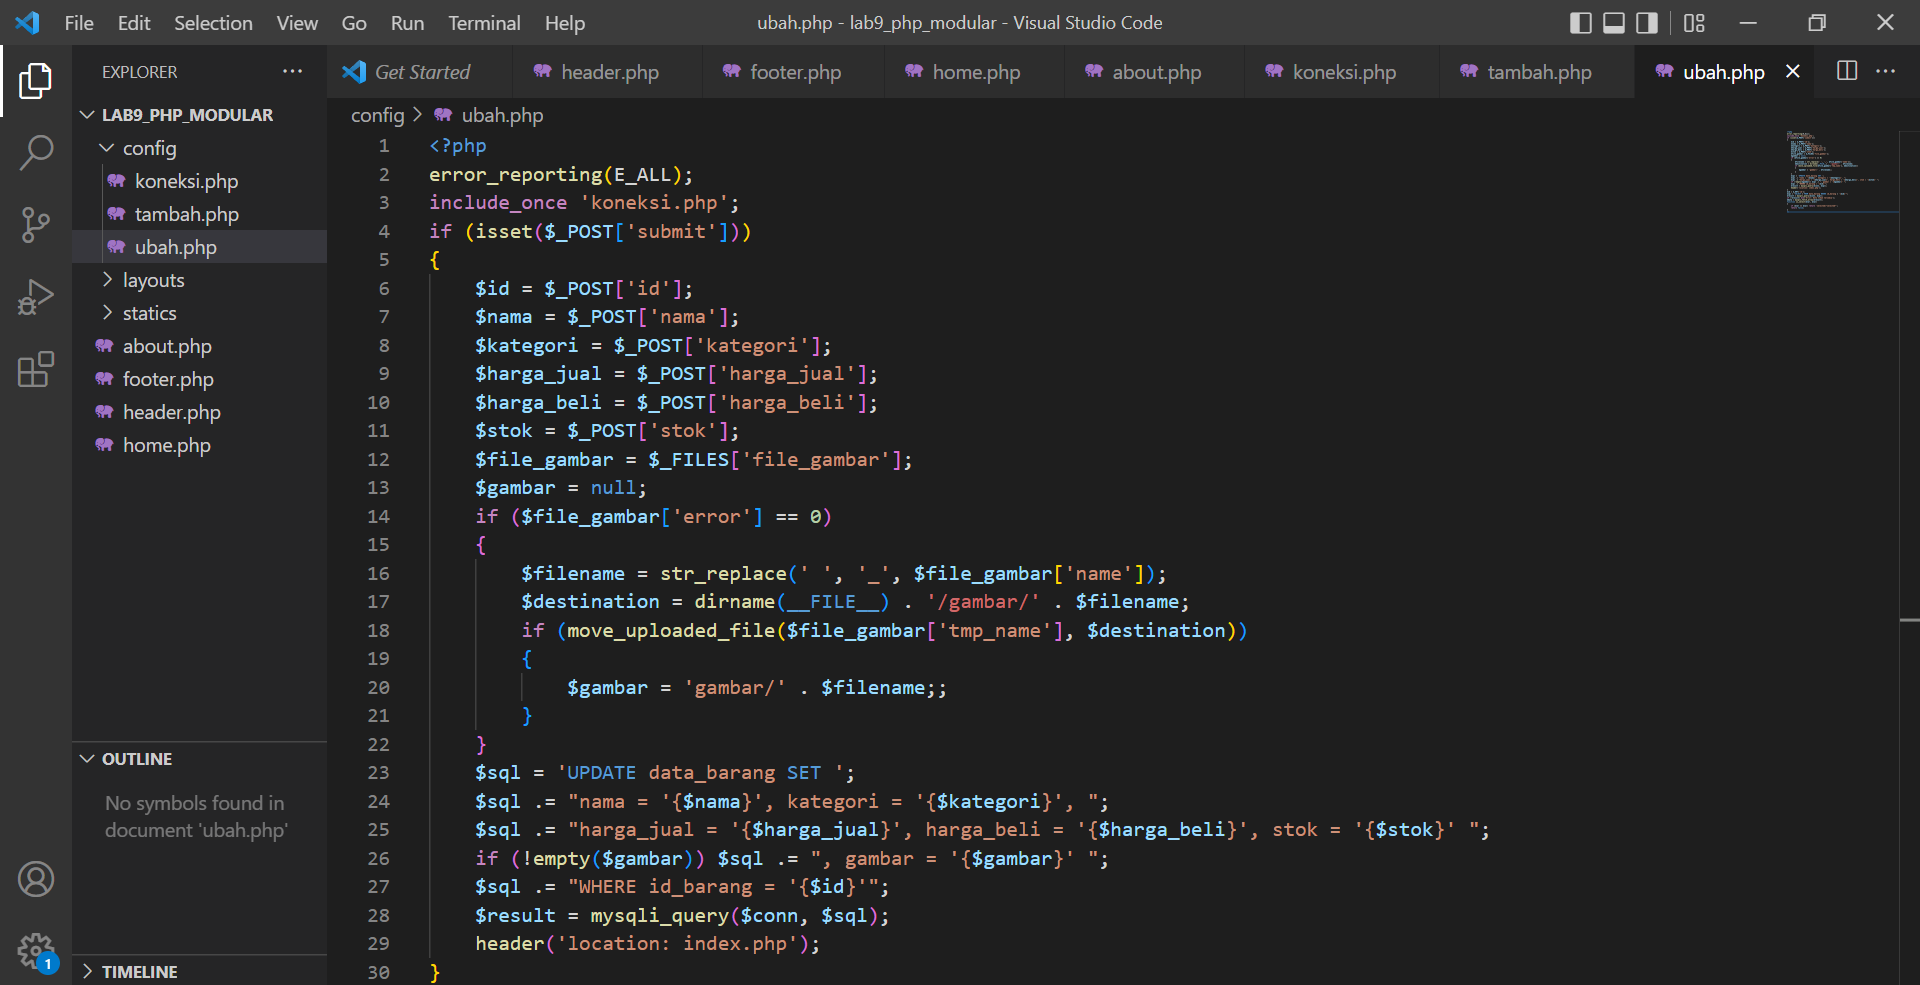 File Edit Selection View Go Run Terminal Help ubah.php - lab9_php_modular - Visual Studio Code
EXPLORER ···
LAB9_PHP_MODULAR
config
koneksi.php
tambah.php
ubah.php
layouts
statics
about.php
footer.php
header.php
home.php
OUTLINE
No symbols found in
document 'ubah.php'
TIMELINE
1
Get Started header.php footer.php home.php about.php koneksi.php tambah.php ubah.php
config > ubah.php
1 <?php
2 error_reporting(E_ALL);
3 include_once 'koneksi.php';
4 if (isset($_POST['submit']))
5 {
6     $id = $_POST['id'];
7     $nama = $_POST['nama'];
8     $kategori = $_POST['kategori'];
9     $harga_jual = $_POST['harga_jual'];
10     $harga_beli = $_POST['harga_beli'];
11     $stok = $_POST['stok'];
12     $file_gambar = $_FILES['file_gambar'];
13     $gambar = null;
14     if ($file_gambar['error'] == 0)
15     {
16         $filename = str_replace(' ', '_', $file_gambar['name']);
17         $destination = dirname(__FILE__) . '/gambar/' . $filename;
18         if (move_uploaded_file($file_gambar['tmp_name'], $destination))
19         {
20             $gambar = 'gambar/' . $filename;;
21         }
22     }
23     $sql = 'UPDATE data_barang SET ';
24     $sql .= "nama = '{$nama}', kategori = '{$kategori}', ";
25     $sql .= "harga_jual = '{$harga_jual}', harga_beli = '{$harga_beli}', stok = '{$stok}' ";
26     if (!empty($gambar)) $sql .= ", gambar = '{$gambar}' ";
27     $sql .= "WHERE id_barang = '{$id}'";
28     $result = mysqli_query($conn, $sql);
29     header('location: index.php');
30 }